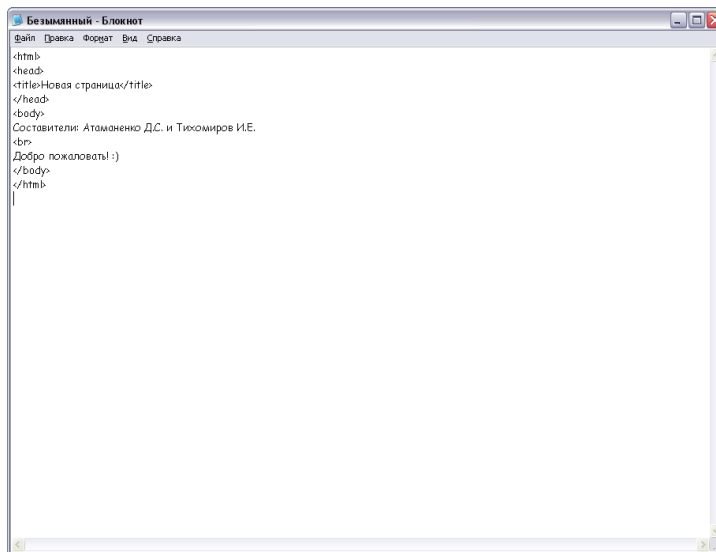 Безымянный - Блокнот
Файл Правка Формат Вид Справка
<html>
<head>
<title>Новая страница</title>
</head>
<body>
Составители: Атаманенко Д.С. и Тихомиров И.Е.
<br>
Добро пожаловать! :)
</body>
</html>